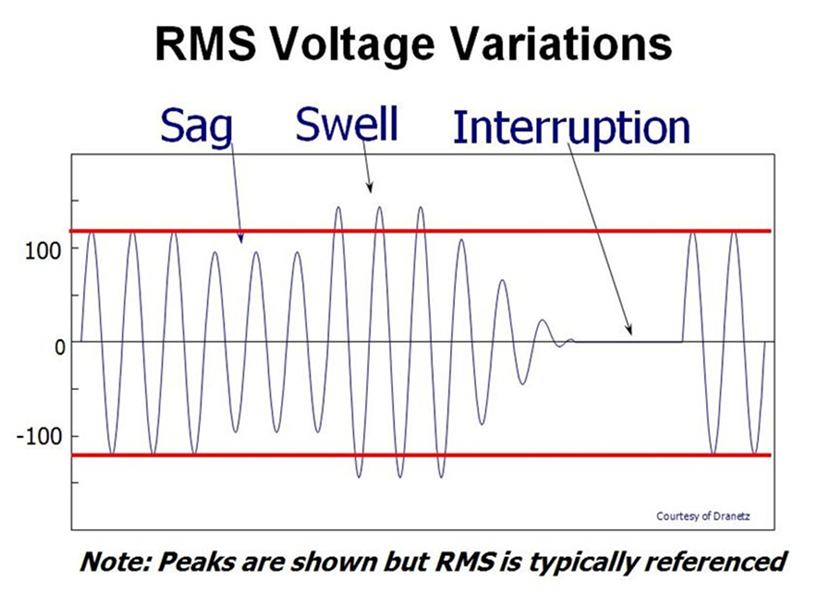 RMS Voltage Variations
Sag
Swell
Interruption
100
0
-100
Courtesy of Dranetz
Note: Peaks are shown but RMS is typically referenced